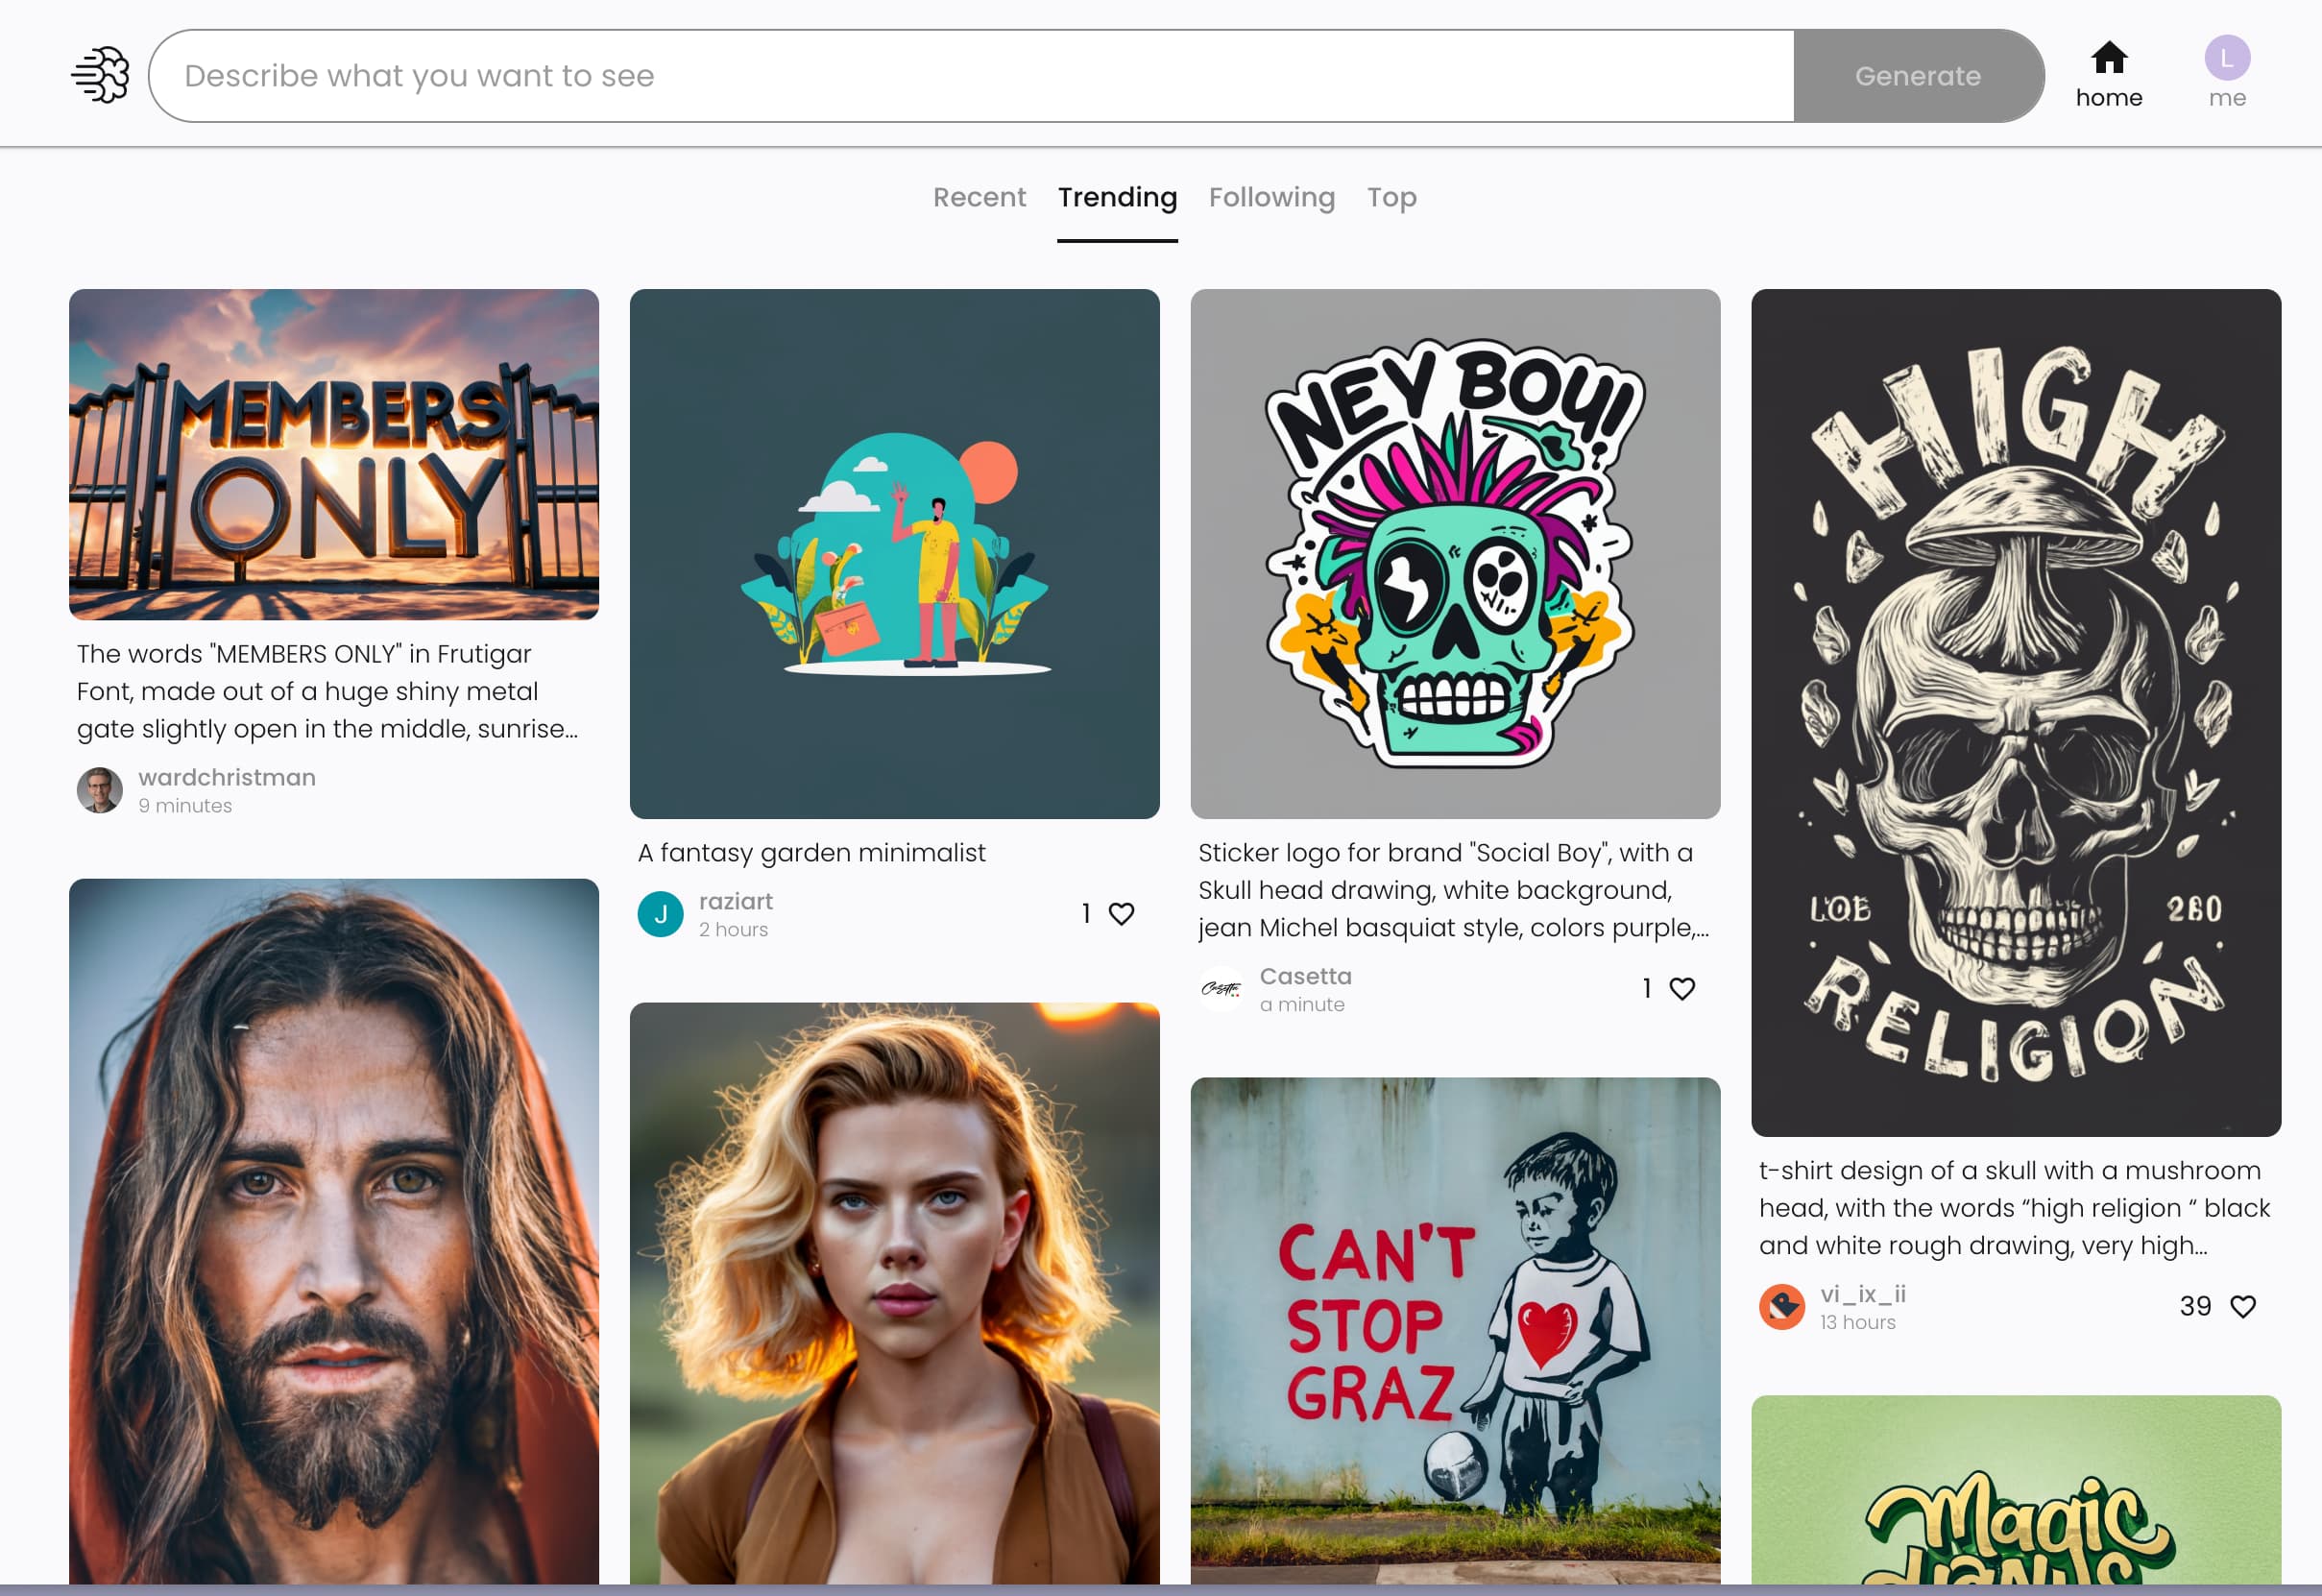 Describe what you want to see
Generate
home
L
me
Recent
Trending
Following
Top
MEMBERS
ONLY
The words "MEMBERS ONLY" in Frutigar
Font, made out of a huge shiny metal
gate slightly open in the middle, sunrise...
wardchristman
9 minutes
A fantasy garden minimalist
J
raziart
2 hours
1
NEY BOY!
Sticker logo for brand "Social Boy", with a
Skull head drawing, white background,
jean Michel basquiat style, colors purple,...
Casetta
Casetta
a minute
1
CAN'T
STOP
GRAZ
HIGH
LOB
280
RELIGION
t-shirt design of a skull with a mushroom
head, with the words “high religion “ black
and white rough drawing, very high...
vi_ix_ii
13 hours
39
Magic